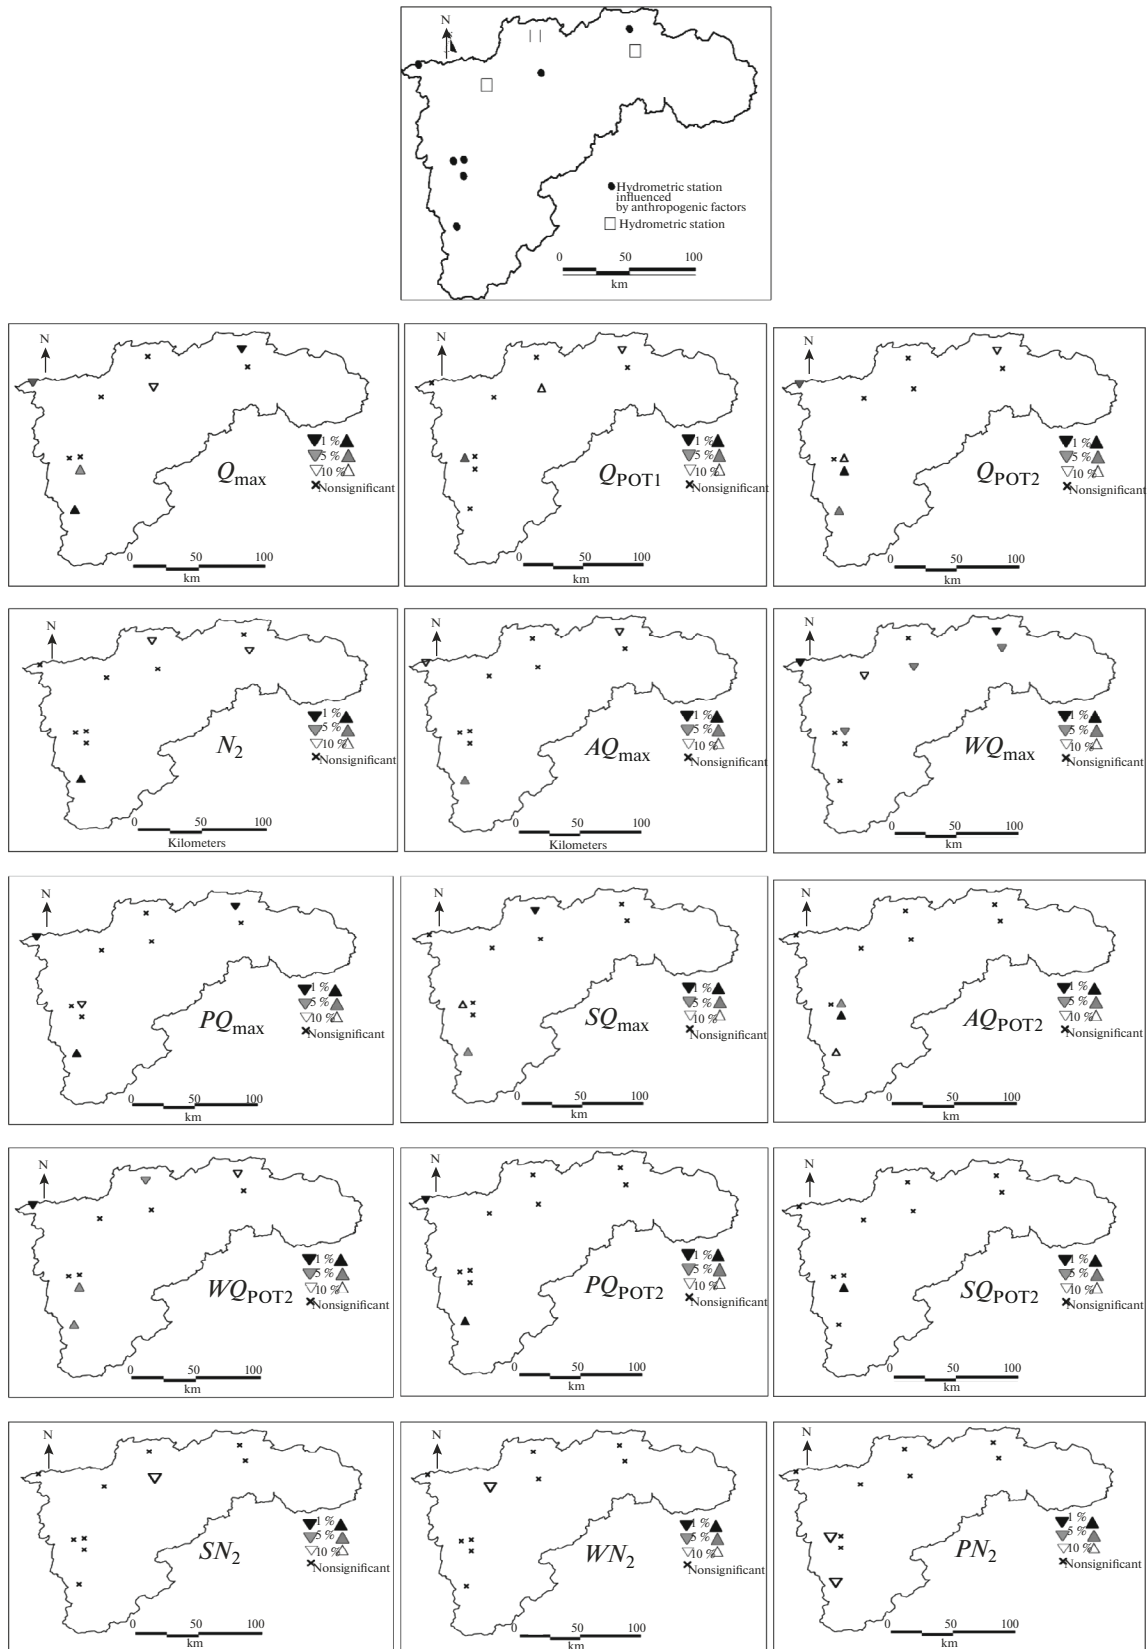 N
Hydrometric station
influenced
by anthropogenic factors
Hydrometric station
0 50 100
km
N
1 %
5 %
10 %
Nonsignificant
Qmax
0 50 100
km
N
1 %
5 %
10 %
Nonsignificant
QPOT1
0 50 100
km
N
1 %
5 %
10 %
Nonsignificant
QPOT2
0 50 100
km
N
1 %
5 %
10 %
Nonsignificant
N2
0 50 100
Kilometers
N
1 %
5 %
10 %
Nonsignificant
AQmax
0 50 100
Kilometers
N
1 %
5 %
10 %
Nonsignificant
WQmax
0 50 100
km
N
1 %
5 %
10 %
Nonsignificant
PQmax
0 50 100
km
N
1 %
5 %
10 %
Nonsignificant
SQmax
0 50 100
km
N
1 %
5 %
10 %
Nonsignificant
AQPOT2
0 50 100
km
N
1 %
5 %
10 %
Nonsignificant
WQPOT2
0 50 100
km
N
1 %
5 %
10 %
Nonsignificant
PQPOT2
0 50 100
km
N
1 %
5 %
10 %
Nonsignificant
SQPOT2
0 50 100
km
N
1 %
5 %
10 %
Nonsignificant
SN2
0 50 100
km
N
1 %
5 %
10 %
Nonsignificant
WN2
0 50 100
km
N
1 %
5 %
10 %
Nonsignificant
PN2
0 50 100
km